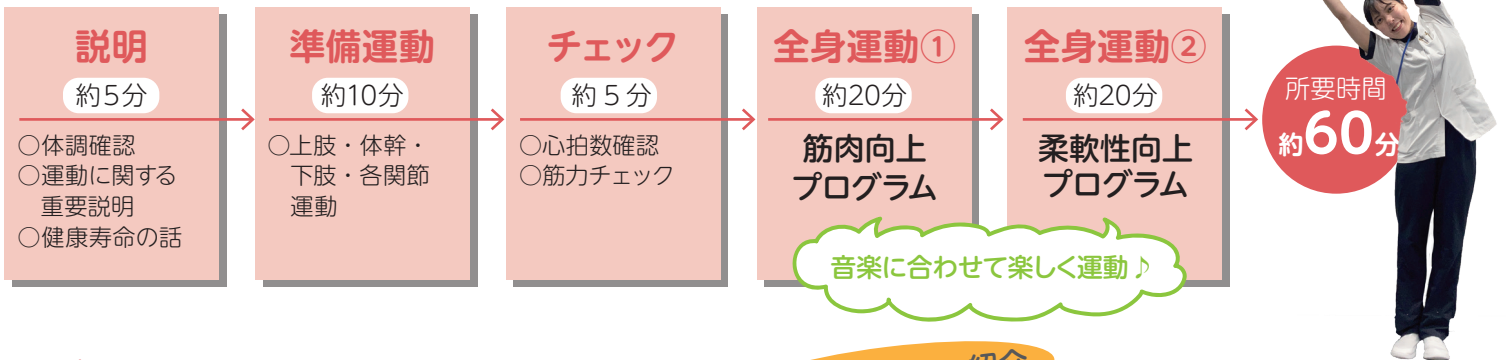 説明
約5分
○体調確認
○運動に関する
重要説明
○健康寿命の話
準備運動
約10分
○上肢・体幹・
下肢・各関節
運動
チェック
約5分
○心拍数確認
○筋力チェック
全身運動①
約20分
筋肉向上
プログラム
全身運動②
約20分
柔軟性向上
プログラム
音楽に合わせて楽しく運動♪
所要時間
約60分
紹介